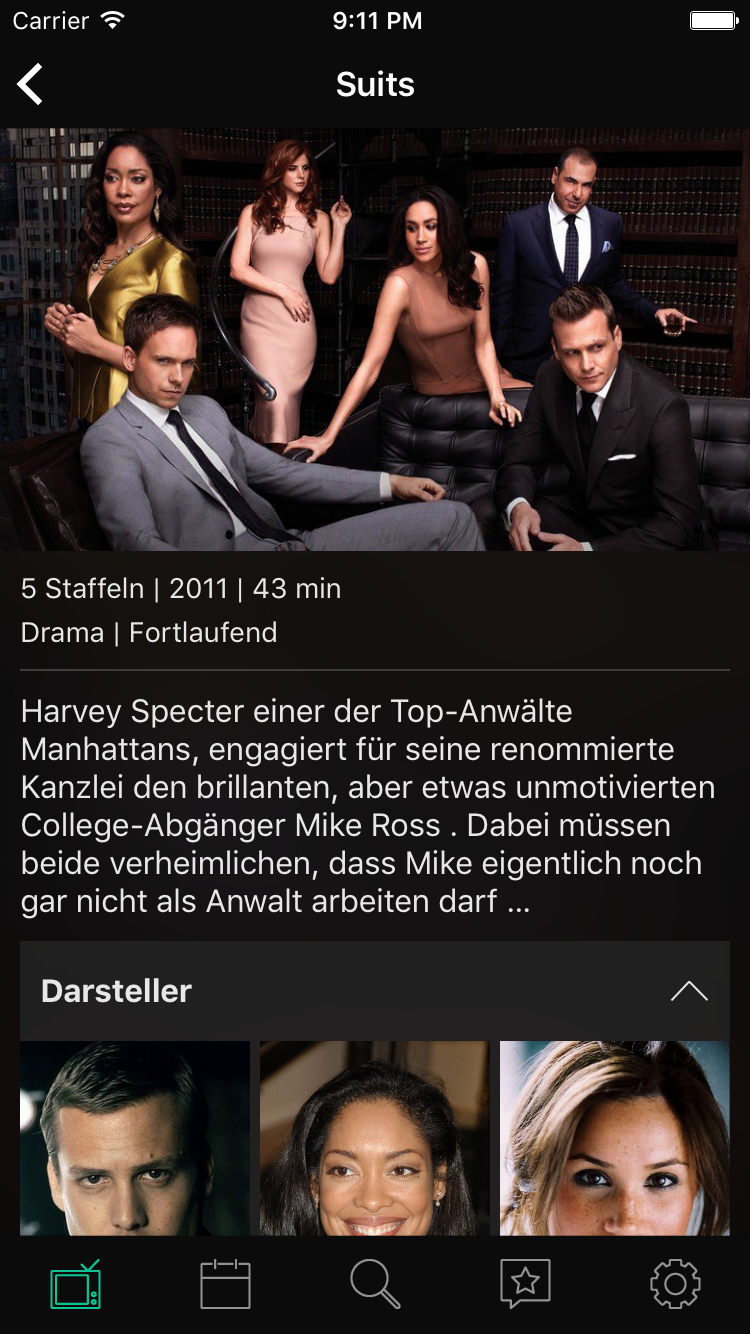 Carrier 9:11 PM
Suits
5 Staffeln | 2011 | 43 min
Drama | Fortlaufend
Harvey Specter einer der Top-Anwälte
Manhattans, engagiert für seine renommierte
Kanzlei den brillanten, aber etwas unmotivierten
College-Abgänger Mike Ross . Dabei müssen
beide verheimlichen, dass Mike eigentlich noch
gar nicht als Anwalt arbeiten darf ...
Darsteller